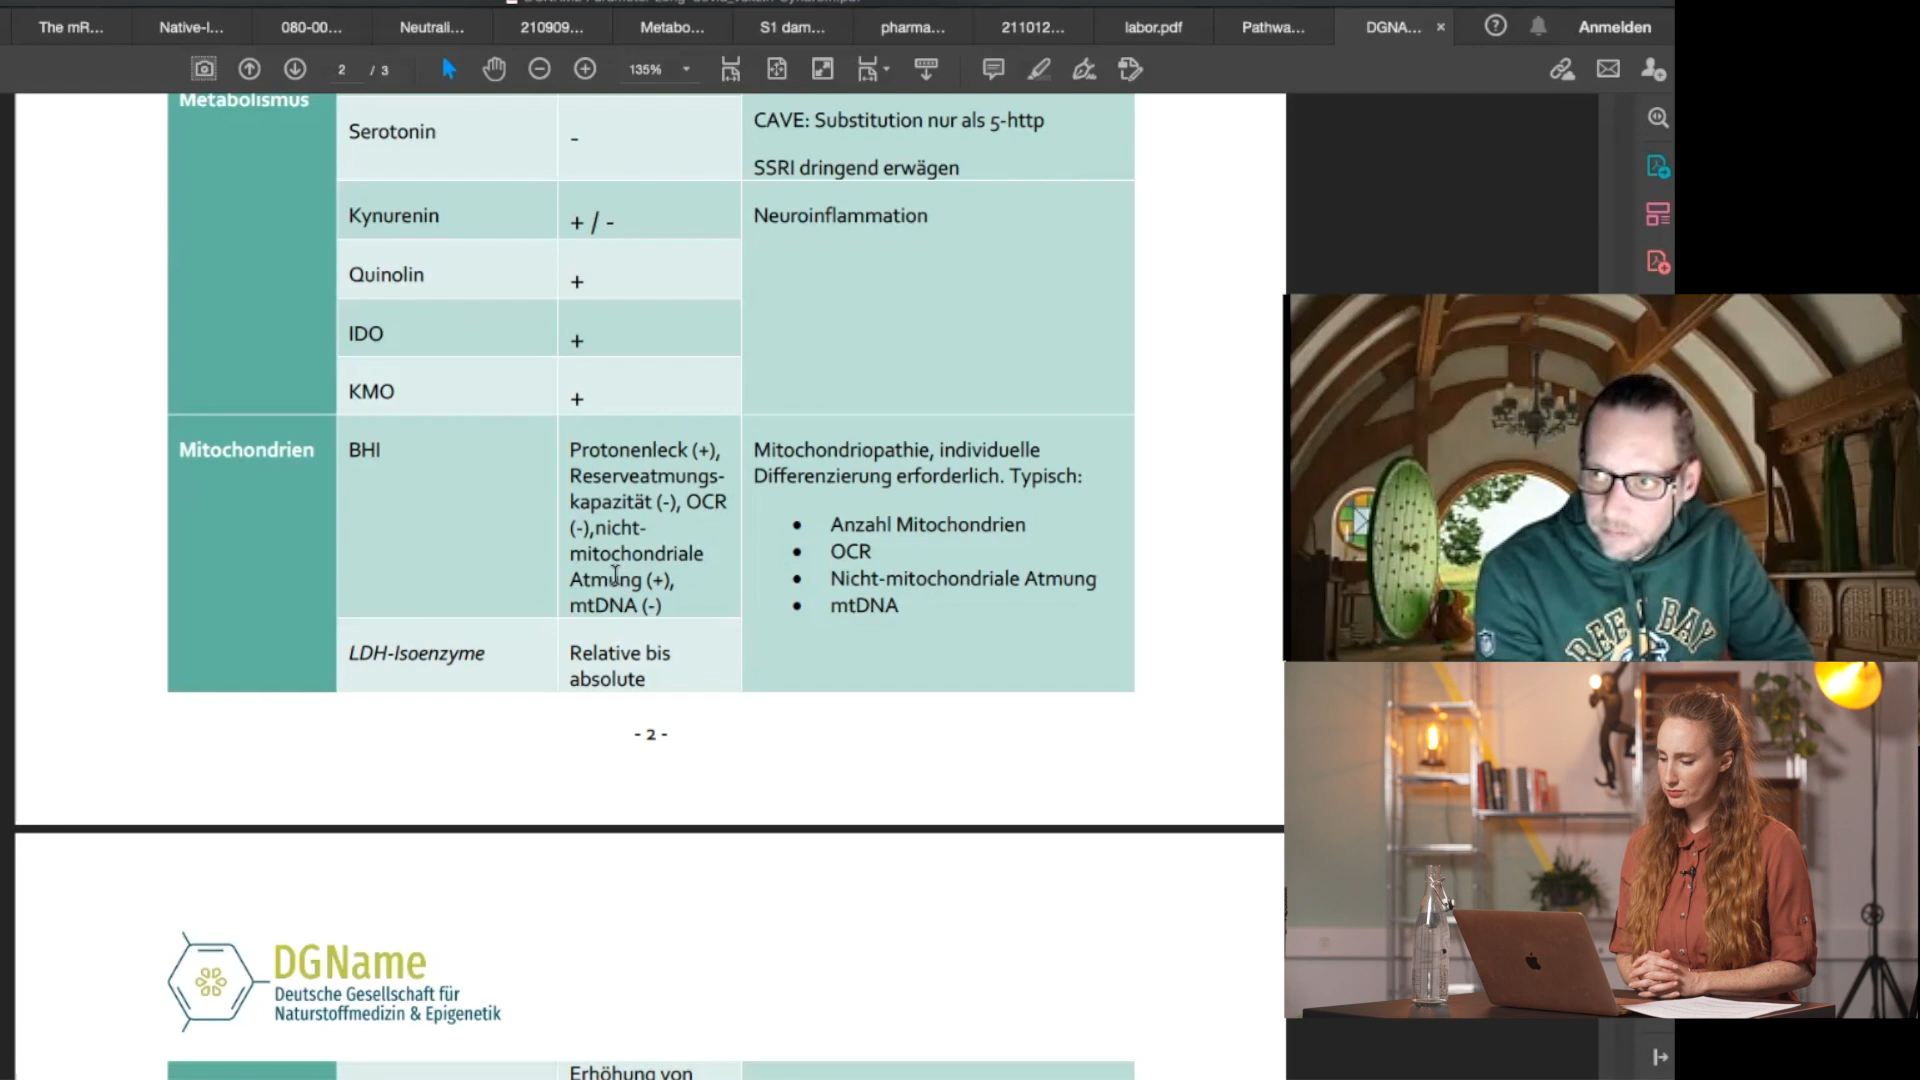 The mR...
Native-I...
080-00...
Neutrali...
210909...
Metabo...
S1 dam...
pharma...
211012...
labor.pdf
Pathwa...
DGNA...
Anmelden
2 / 3
135%
Metabolismus
Serotonin
-
CAVE: Substitution nur als 5-http
SSRI dringend erwägen
Kynurenin
+ / -
Neuroinflammation
Quinolin
+
IDO
+
KMO
+
Mitochondrien
BHI
Protonenleck (+),
Reserveatmungs-
kapazität (-), OCR
(-),nicht-
mitochondriale
Atmung (+),
mtDNA (-)
Mitochondriopathie, individuelle
Differenzierung erforderlich. Typisch:
• Anzahl Mitochondrien
• OCR
• Nicht-mitochondriale Atmung
• mtDNA
LDH-Isoenzyme
Relative bis
absolute
- 2 -
DGName
Deutsche Gesellschaft für
Naturstoffmedizin & Epigenetik
Erhöhung von
REE BAY